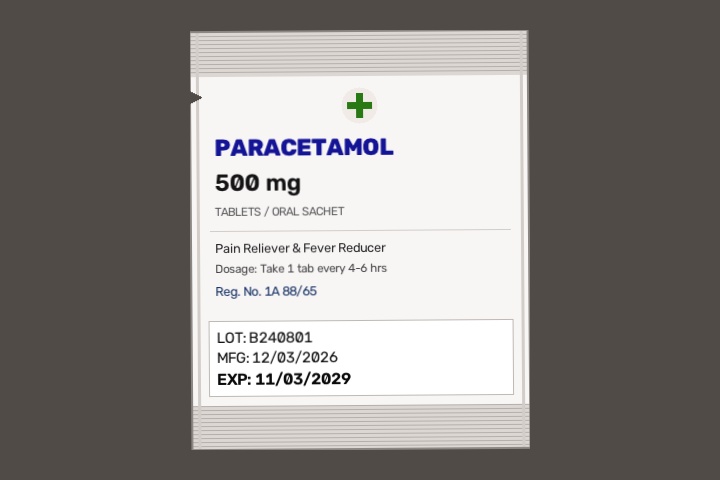 PARACETAMOL
500 mg
TABLETS / ORAL SACHET
Pain Reliever & Fever Reducer
Dosage: Take 1 tab every 4-6 hrs
Reg. No. 1A 88/65
LOT: B240801
MFG: 12/03/2026
EXP: 11/03/2029